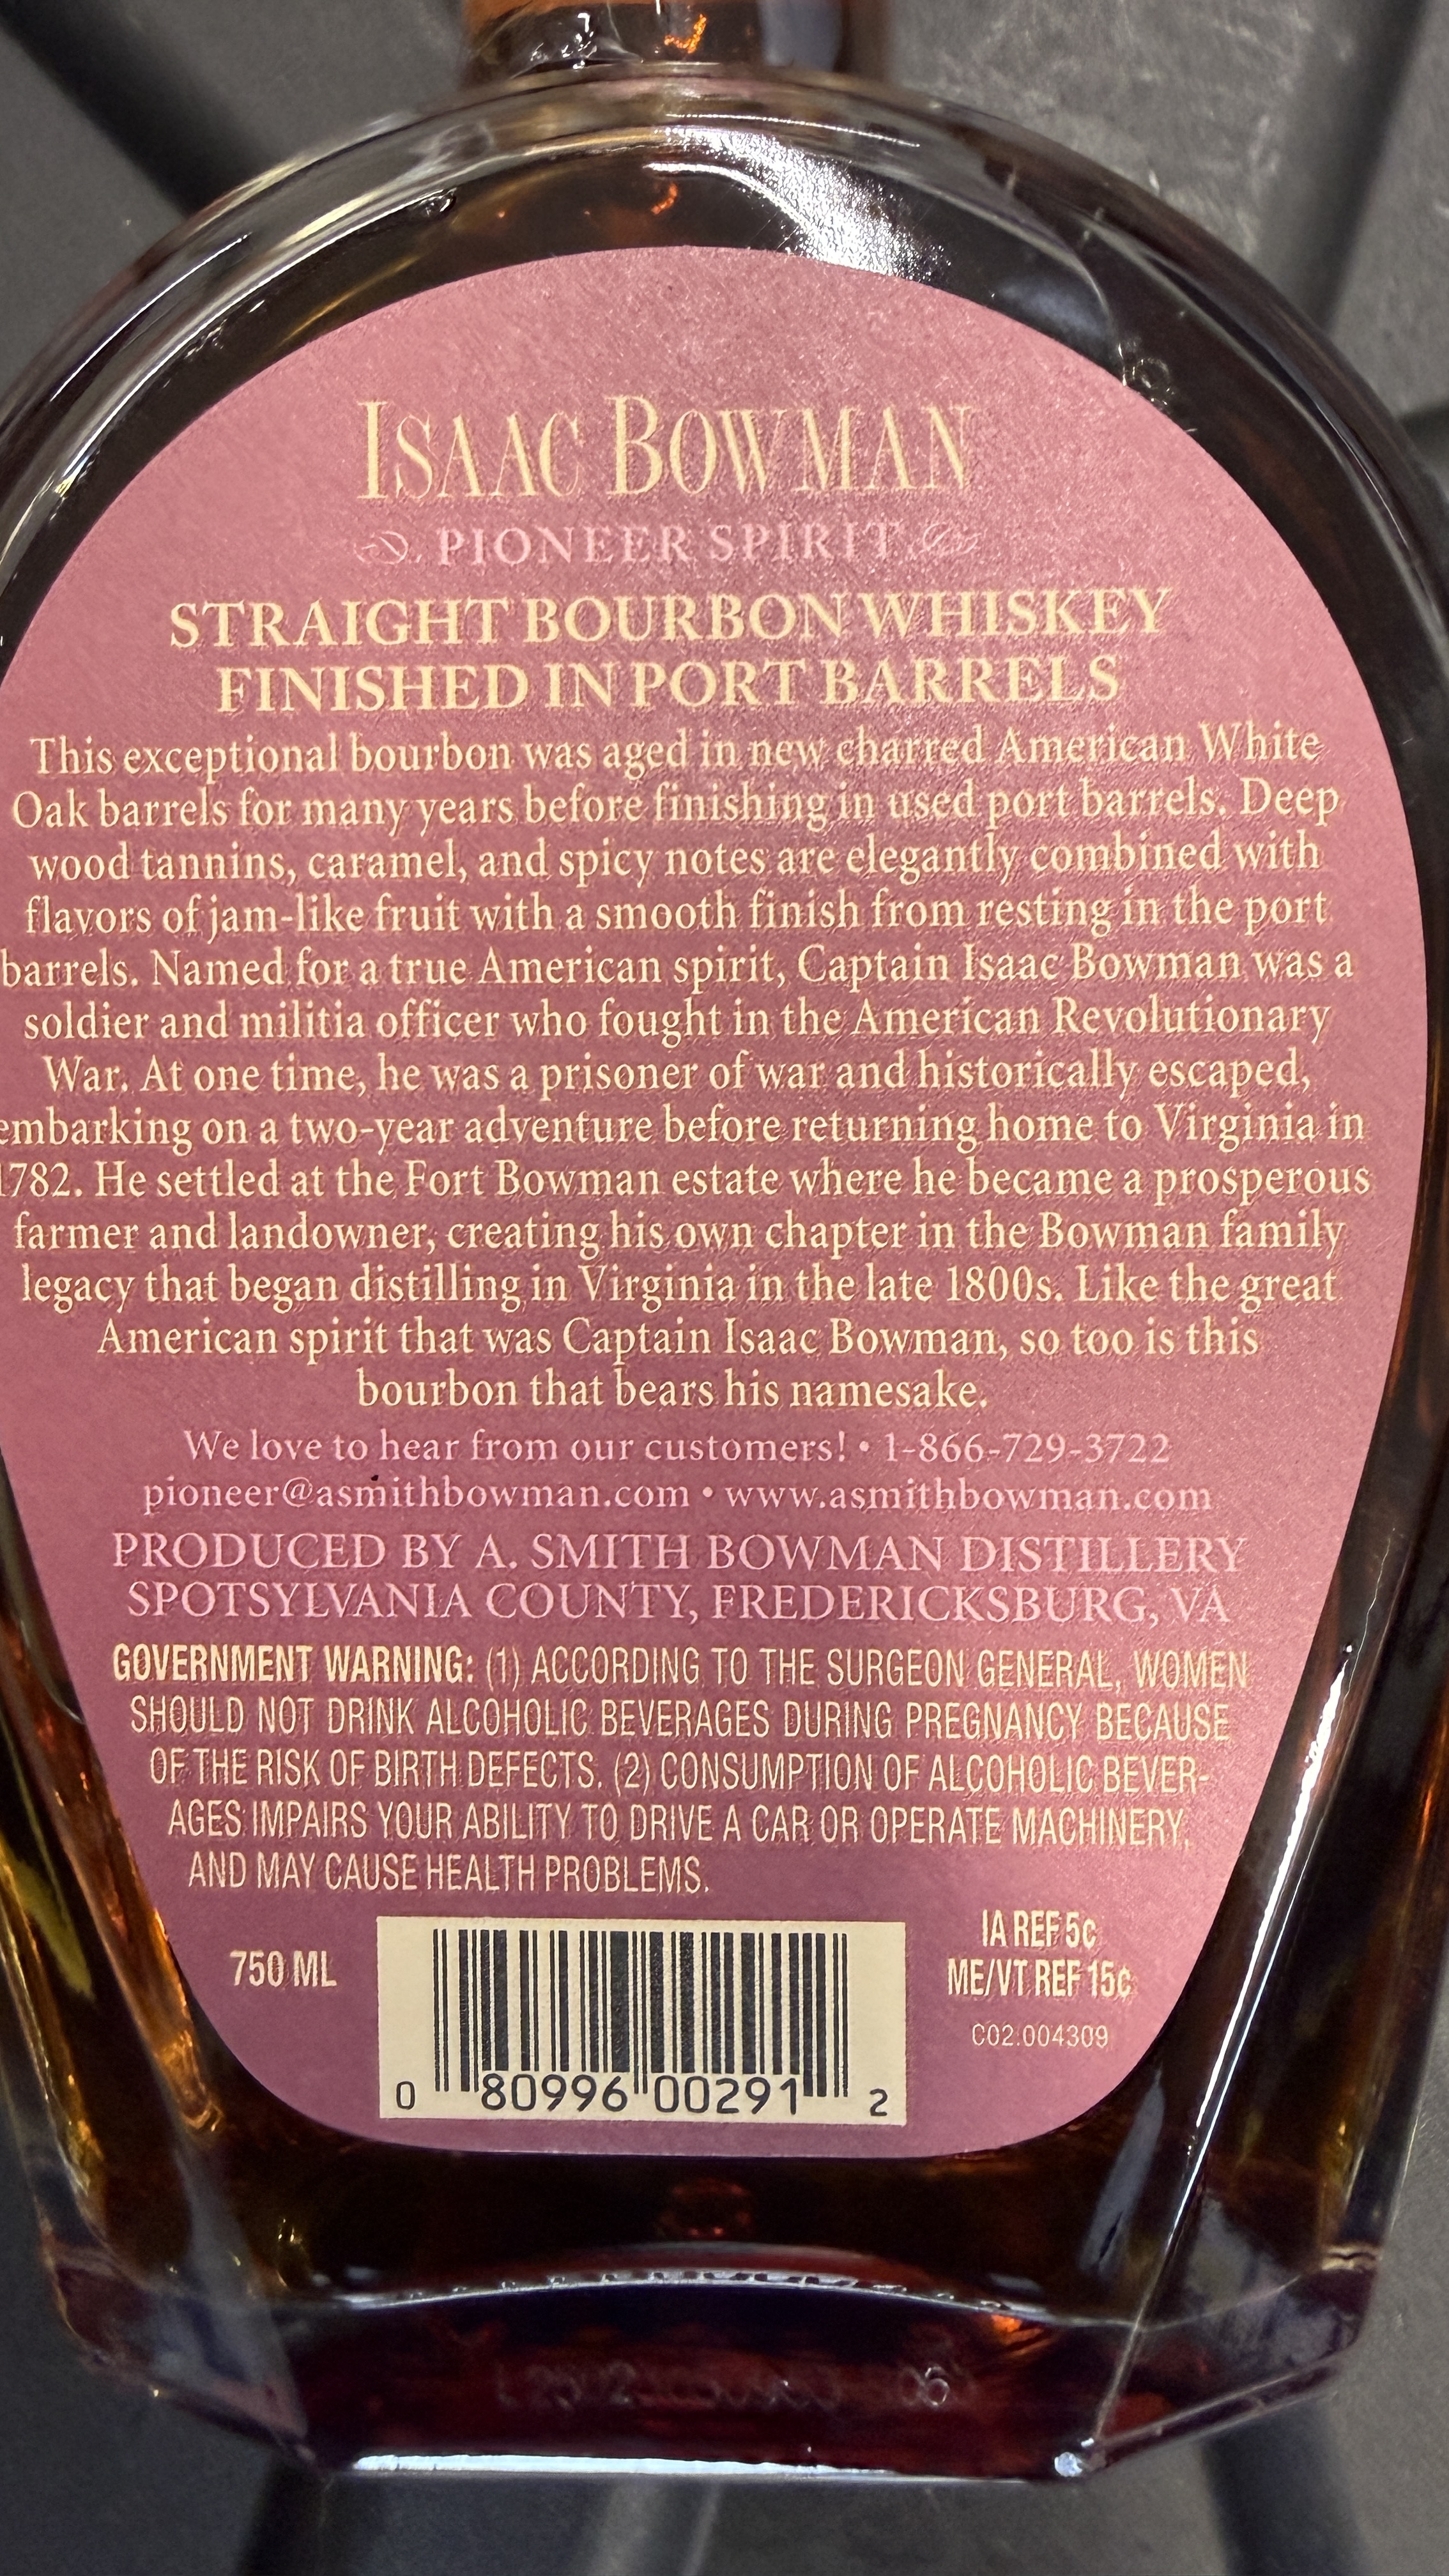 ISAAC BOWMAN
PIONEER SPIRIT
STRAIGHT BOURBON WHISKEY
FINISHED IN PORT BARRELS
This exceptional bourbon was aged in new charred American White
Oak barrels for many years before finishing in used port barrels. Deep
wood tannins, caramel, and spicy notes are elegantly combined with
flavors of jam-like fruit with a smooth finish from resting in the port
barrels. Named for a true American spirit, Captain Isaac Bowman was a
soldier and militia officer who fought in the American Revolutionary
War. At one time, he was a prisoner of war and historically escaped,
embarking on a two-year adventure before returning home to Virginia in
1782. He settled at the Fort Bowman estate where he became a prosperous
farmer and landowner, creating his own chapter in the Bowman family
legacy that began distilling in Virginia in the late 1800s. Like the great
American spirit that was Captain Isaac Bowman, so too is this
bourbon that bears his namesake.
We love to hear from our customers! • 1-866-729-3722
pioneer@asmithbowman.com • www.asmithbowman.com
PRODUCED BY A. SMITH BOWMAN DISTILLERY
SPOTSYLVANIA COUNTY, FREDERICKSBURG, VA
GOVERNMENT WARNING: (1) ACCORDING TO THE SURGEON GENERAL, WOMEN
SHOULD NOT DRINK ALCOHOLIC BEVERAGES DURING PREGNANCY BECAUSE
OF THE RISK OF BIRTH DEFECTS. (2) CONSUMPTION OF ALCOHOLIC BEVER-
AGES IMPAIRS YOUR ABILITY TO DRIVE A CAR OR OPERATE MACHINERY,
AND MAY CAUSE HEALTH PROBLEMS.
750 ML
IA REF 5c
ME/VT REF 15¢
C02.004309
0 80996 00291 2